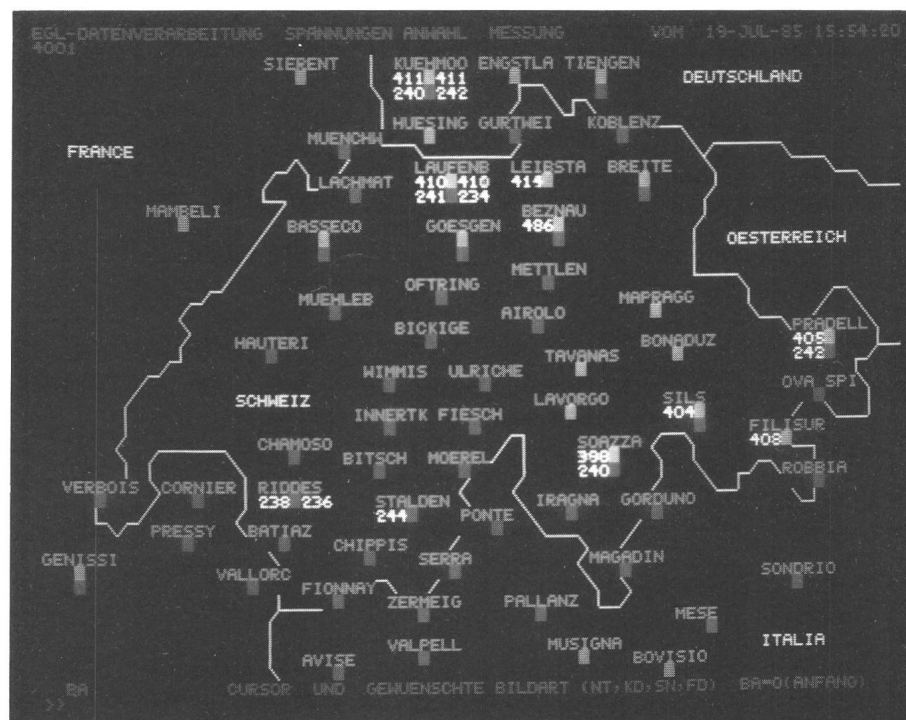 EGL-DATENVERARBEITUNG SPANNUNGEN ANWAHL MESSUNG VOM 19-JUL-85 15:54:20
4001
SIERENT KUEHMOO ENGSTLA TIENGEN
411 411 DEUTSCHLAND
240 242
HUESING GURTWEI KOBLENZ
MUENCHW
FRANCE
LAUFENB LEIBSTA BREITE
LACHMAT 410 410 414
241 234
MAMBELI BEZNAU
BASSECO GOESGEN 486
OESTERREICH
METTLEN
OFTRING
MUEHLEB MAPRAGG
AIROLO
BICKIGE PRADELL
HAUTERI BONADUZ 405
TAVANAS 242
WIMMIS ULRICHE
OVA SPI
SCHWEIZ LAVORGO SILS
INNERTK FIESCH 404
FILISUR
CHAMOSO SOAZZA 408
BITSCH MOEREL 398
240 ROBBIA
VERBOIS CORNIER RIDDES
238 236 STALDEN IRAGNA GORDUNO
244
PONTE
PRESSY BATIAZ
CHIPPIS
GENISSI SERRA MAGADIN
VALLORC SONDRIO
FIONNAY
ZERMEIG PALLANZ
MESE
VALPELL MUSIGNA ITALIA
AVISE BOVISIO
BA CURSOR UND GEWUENSCHTE BILDART (NT,KD,SN,FD) BA=0(ANFANG)
>>